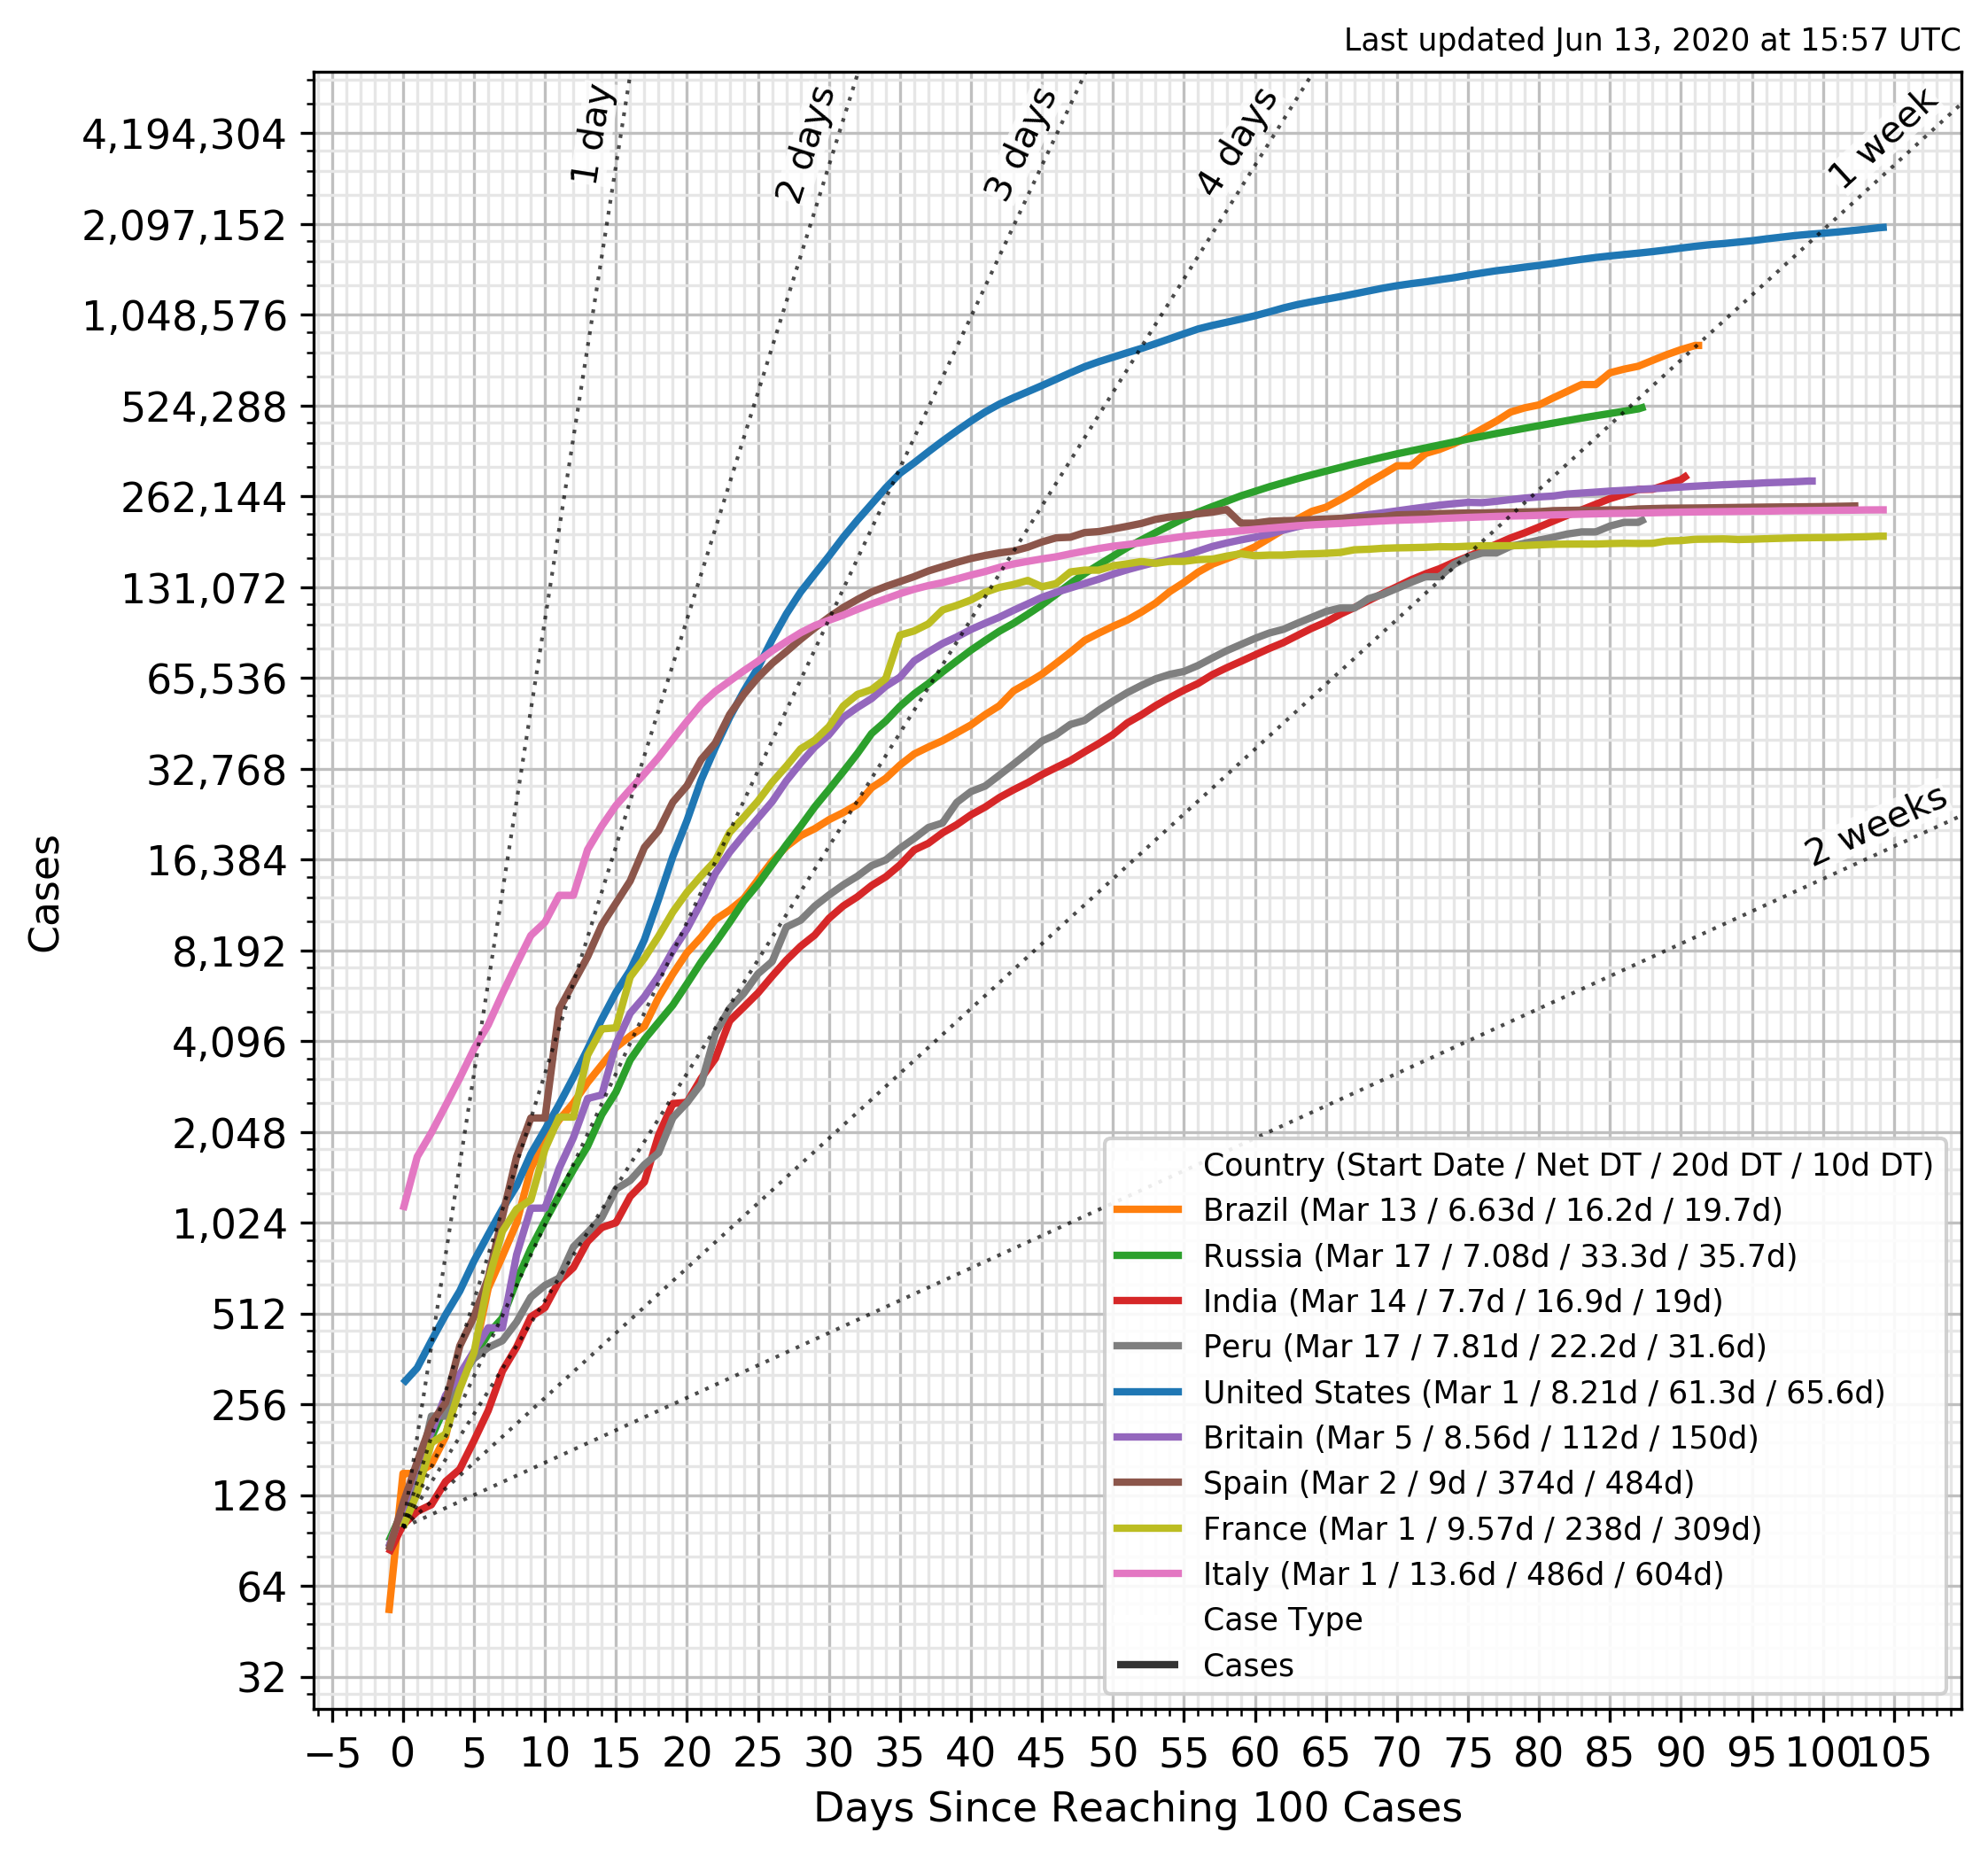 Last updated Jun 13, 2020 at 15:57 UTC
1 day
2 days
3 days
4 days
1 week
2 weeks
4,194,304
2,097,152
1,048,576
524,288
262,144
131,072
65,536
32,768
16,384
8,192
4,096
2,048
1,024
512
256
128
64
32
Cases
Country (Start Date / Net DT / 20d DT / 10d DT)
Brazil (Mar 13 / 6.63d / 16.2d / 19.7d)
Russia (Mar 17 / 7.08d / 33.3d / 35.7d)
India (Mar 14 / 7.7d / 16.9d / 19d)
Peru (Mar 17 / 7.81d / 22.2d / 31.6d)
United States (Mar 1 / 8.21d / 61.3d / 65.6d)
Britain (Mar 5 / 8.56d / 112d / 150d)
Spain (Mar 2 / 9d / 374d / 484d)
France (Mar 1 / 9.57d / 238d / 309d)
Italy (Mar 1 / 13.6d / 486d / 604d)
Case Type
Cases
−5 0 5 10 15 20 25 30 35 40 45 50 55 60 65 70 75 80 85 90 95 100 105
Days Since Reaching 100 Cases